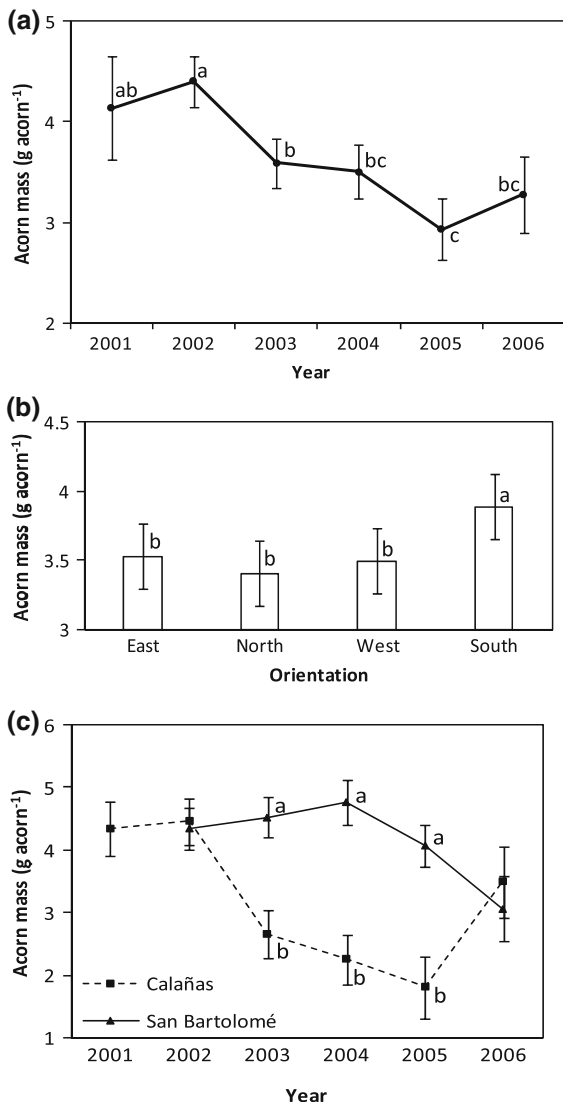 (a)
Acorn mass (g acorn⁻¹)
5
4
3
2
ab
a
b
bc
c
bc
2001 2002 2003 2004 2005 2006
Year
(b)
Acorn mass (g acorn⁻¹)
4.5
4
3.5
3
b
b
b
a
East North West South
Orientation
(c)
Acorn mass (g acorn⁻¹)
6
5
4
3
2
1
a
a
a
b
b
b
Calañas
San Bartolomé
2001 2002 2003 2004 2005 2006
Year